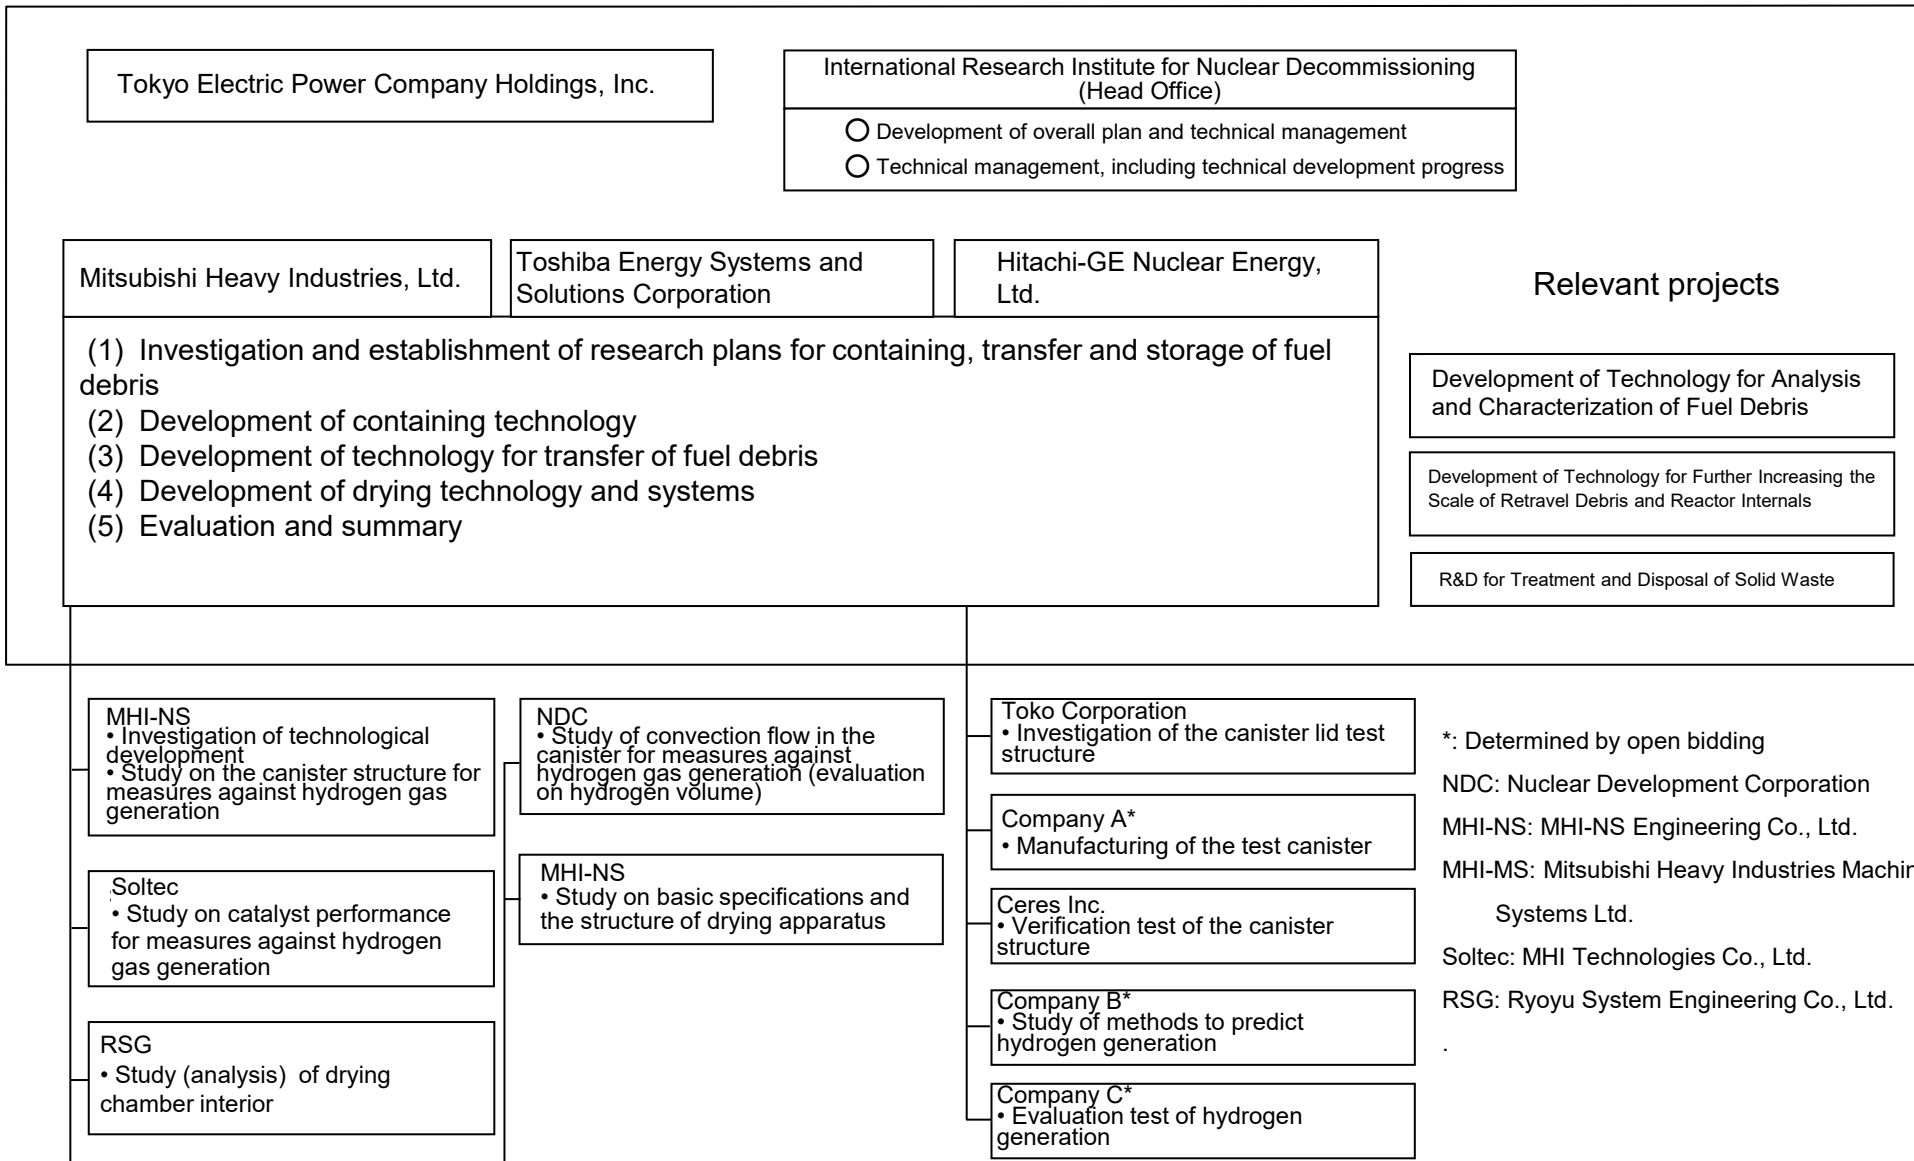 Tokyo Electric Power Company Holdings, Inc.
International Research Institute for Nuclear Decommissioning
(Head Office)
○ Development of overall plan and technical management
○ Technical management, including technical development progress
Mitsubishi Heavy Industries, Ltd.
Toshiba Energy Systems and
Solutions Corporation
Hitachi-GE Nuclear Energy,
Ltd.
(1) Investigation and establishment of research plans for containing, transfer and storage of fuel
debris
(2) Development of containing technology
(3) Development of technology for transfer of fuel debris
(4) Development of drying technology and systems
(5) Evaluation and summary
Relevant projects
Development of Technology for Analysis
and Characterization of Fuel Debris
Development of Technology for Further Increasing the
Scale of Retravel Debris and Reactor Internals
R&D for Treatment and Disposal of Solid Waste
MHI-NS
• Investigation of technological
development
• Study on the canister structure for
measures against hydrogen gas
generation
Soltec
• Study on catalyst performance
for measures against hydrogen
gas generation
RSG
• Study (analysis) of drying
chamber interior
NDC
• Study of convection flow in the
canister for measures against
hydrogen gas generation (evaluation
on hydrogen volume)
MHI-NS
• Study on basic specifications and
the structure of drying apparatus
Toko Corporation
• Investigation of the canister lid test
structure
Company A*
• Manufacturing of the test canister
Ceres Inc.
• Verification test of the canister
structure
Company B*
• Study of methods to predict
hydrogen generation
Company C*
• Evaluation test of hydrogen
generation
*: Determined by open bidding
NDC: Nuclear Development Corporation
MHI-NS: MHI-NS Engineering Co., Ltd.
MHI-MS: Mitsubishi Heavy Industries Machin
Systems Ltd.
Soltec: MHI Technologies Co., Ltd.
RSG: Ryoyu System Engineering Co., Ltd.
.